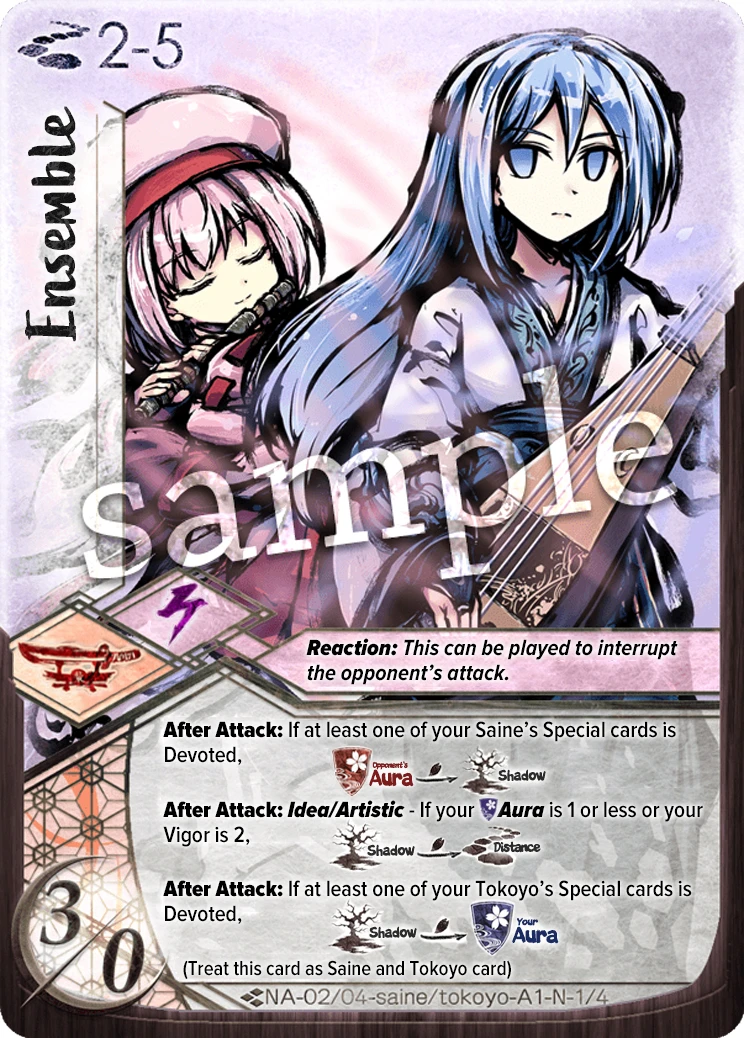 2-5
Ensemble
sample
Reaction: This can be played to interrupt
the opponent's attack.
After Attack: If at least one of your Saine's Special cards is
Devoted,
Opponent's
Aura
Shadow
After Attack: Idea/Artistic - If your Aura is 1 or less or your
Vigor is 2,
Shadow
Distance
After Attack: If at least one of your Tokoyo's Special cards is
Devoted,
Shadow
Your
Aura
(Treat this card as Saine and Tokoyo card)
3/0
NA-02/04-saine/tokoyo-A1-N-1/4